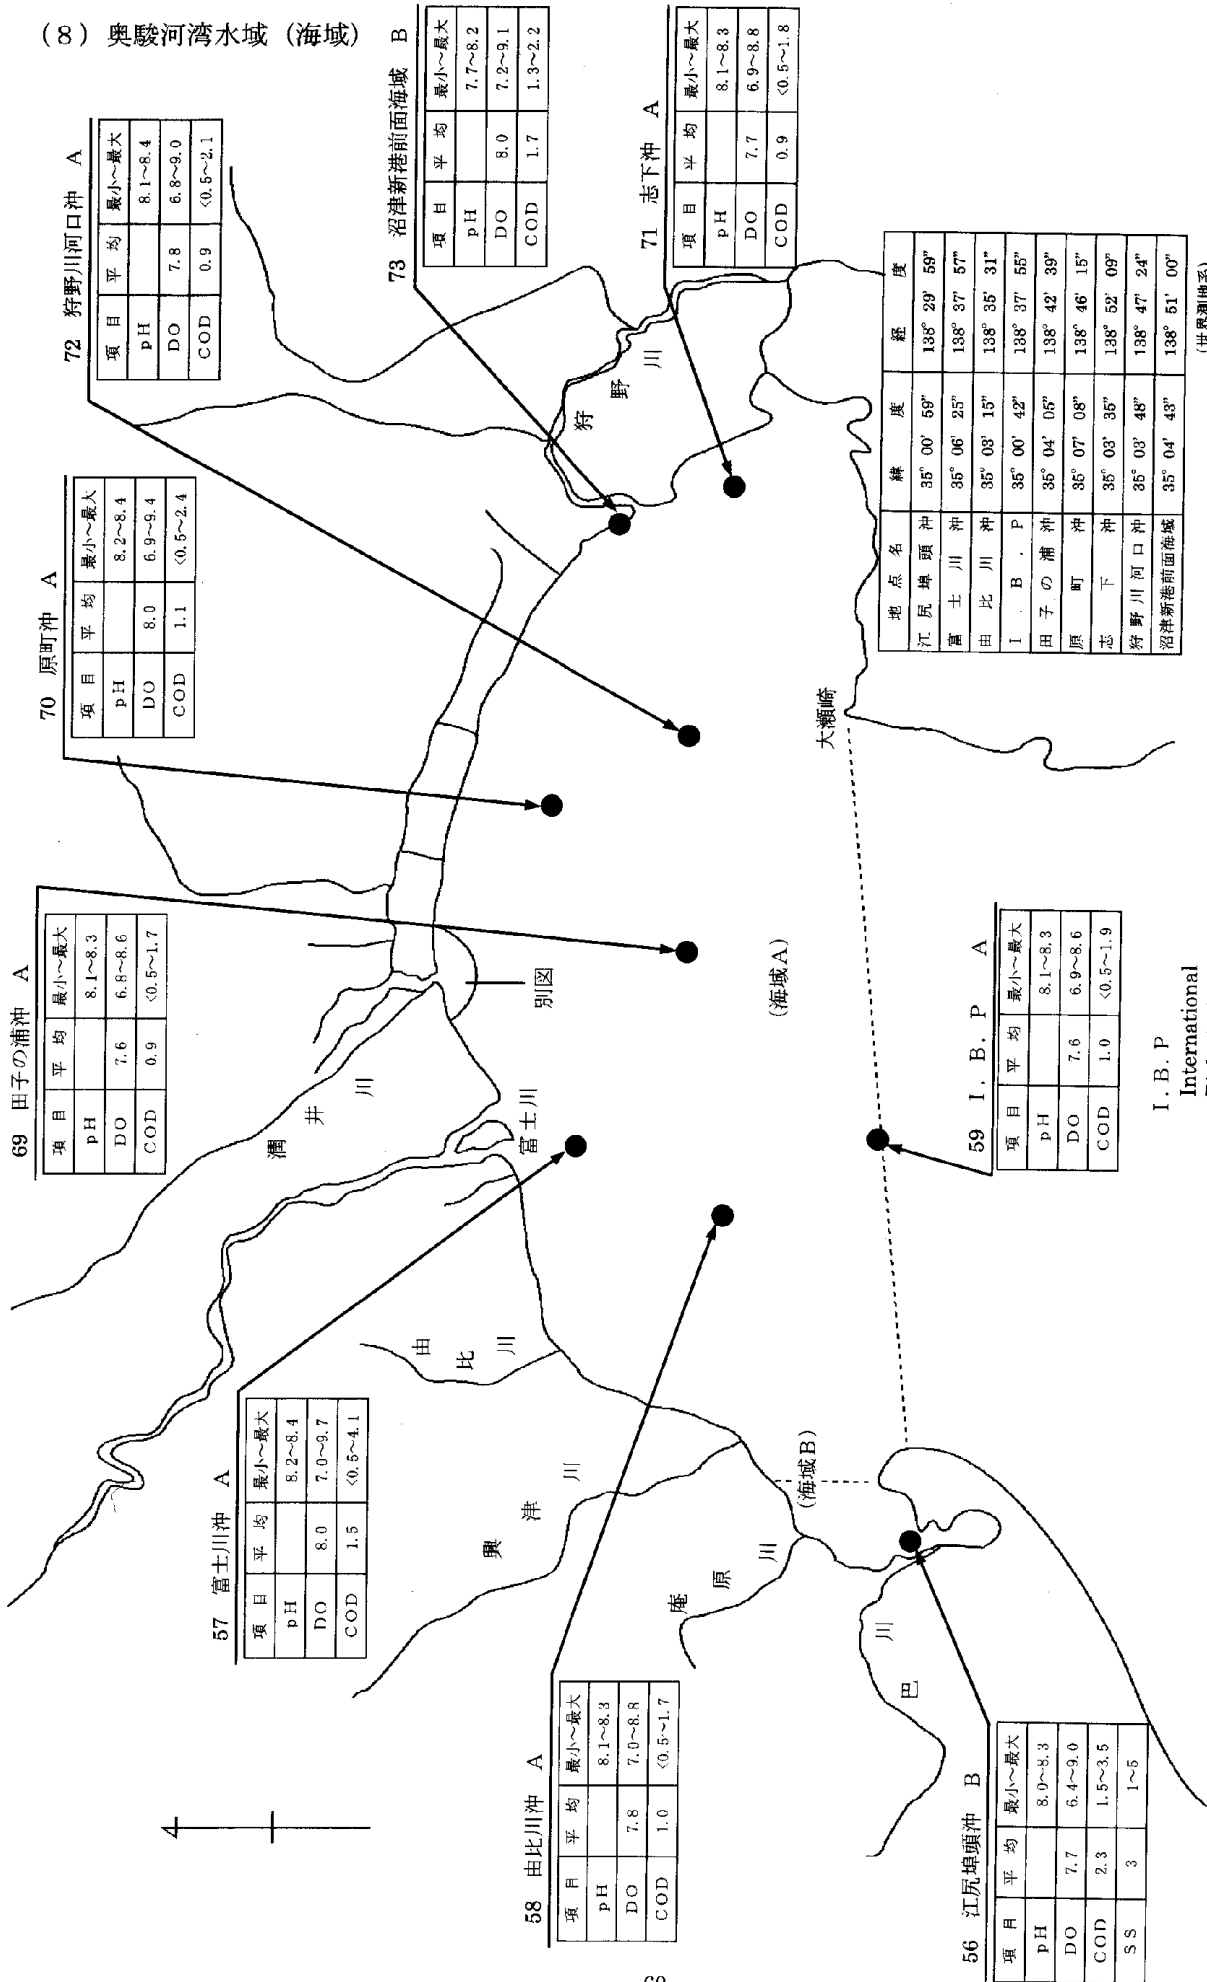 (8) 奥駿河湾水域 (海域)
72 狩野川河口沖 A
項目 平均 最小～最大
pH 8.1～8.4
DO 7.8 6.8～9.0
COD 0.9 <0.5～2.1
73 沼津新港前面海域 B
項目 平均 最小～最大
pH 7.7～8.2
DO 8.0 7.2～9.1
COD 1.7 1.3～2.2
71 志下沖 A
項目 平均 最小～最大
pH 8.1～8.3
DO 7.7 6.9～8.8
COD 0.9 <0.5～1.8
70 原町沖 A
項目 平均 最小～最大
pH 8.2～8.4
DO 8.0 6.9～9.4
COD 1.1 <0.5～2.4
69 田子の浦沖 A
項目 平均 最小～最大
pH 8.1～8.3
DO 7.6 6.8～8.6
COD 0.9 <0.5～1.7
57 富士川沖 A
項目 平均 最小～最大
pH 8.2～8.4
DO 8.0 7.0～9.7
COD 1.5 <0.5～4.1
58 由比川沖 A
項目 平均 最小～最大
pH 8.1～8.3
DO 7.8 7.0～8.8
COD 1.0 <0.5～1.7
56 江尻埠頭沖 B
項目 平均 最小～最大
pH 8.0～8.3
DO 7.7 6.4～9.0
COD 2.3 1.5～3.5
SS 3 1～5
59 I.B.P A
項目 平均 最小～最大
pH 8.1～8.3
DO 7.6 6.9～8.6
COD 1.0 <0.5～1.9
I.B.P
International
狩野川
潤井川
富士川
由比川
興津川
庵原川
巴川
別図
大瀬崎
(海域A)
(海域B)
地点名 緯度 経度
江尻埠頭沖 35° 00' 59" 138° 29' 59"
富士川沖 35° 06' 25" 138° 37' 57"
由比川沖 35° 03' 15" 138° 35' 31"
I.B.P 35° 00' 42" 138° 37' 55"
田子の浦沖 35° 04' 05" 138° 42' 39"
原町沖 35° 07' 08" 138° 46' 15"
志下沖 35° 03' 35" 138° 52' 09"
狩野川河口沖 35° 03' 48" 138° 47' 24"
沼津新港前面海域 35° 04' 43" 138° 51' 00"
(世界測地系)